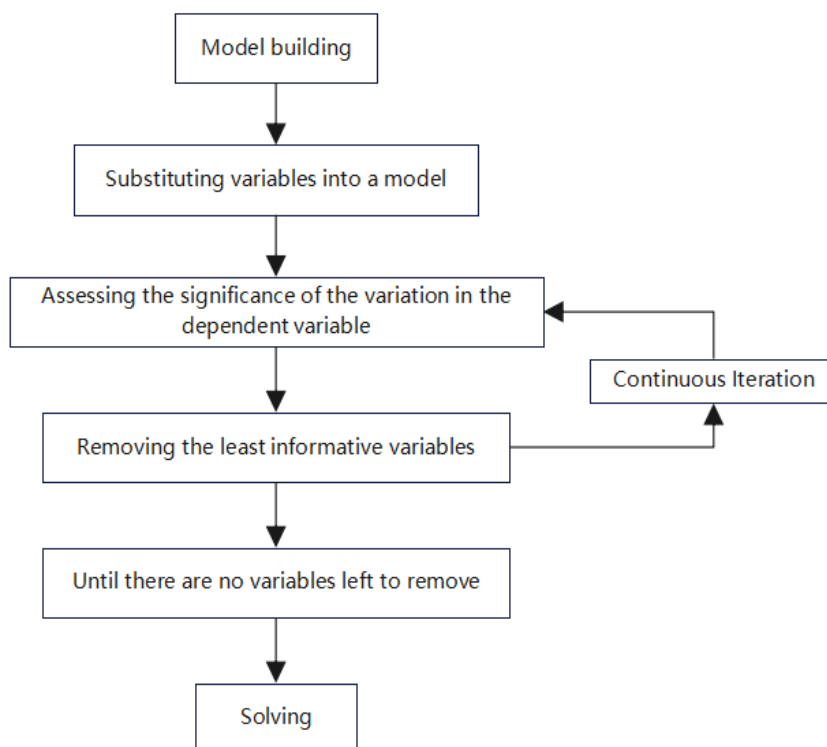 Model building
Substituting variables into a model
Assessing the significance of the variation in the
dependent variable
Continuous Iteration
Removing the least informative variables
Until there are no variables left to remove
Solving